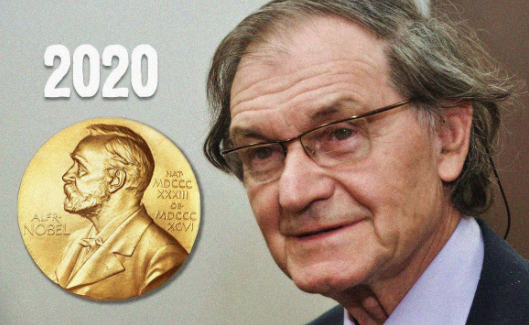 2020
ALFR.
NOBEL
NAT.
MDCCC
XXXIII
OB.
MDCCC
XCVI